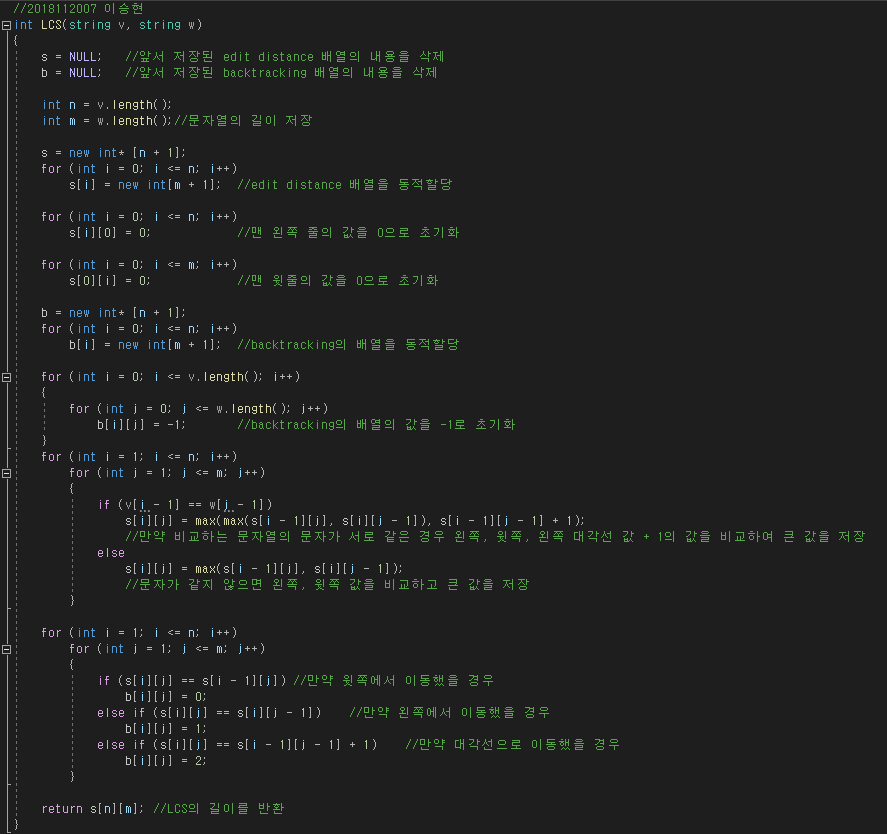 //2018112007 이승현
int LCS(string v, string w)
{
    s = NULL;   //앞서 저장된 edit distance 배열의 내용을 삭제
    b = NULL;   //앞서 저장된 backtracking 배열의 내용을 삭제

    int n = v.length();
    int m = w.length();//문자열의 길이 저장

    s = new int* [n + 1];
    for (int i = 0; i <= n; i++)
        s[i] = new int[m + 1];  //edit distance 배열을 동적할당

    for (int i = 0; i <= n; i++)
        s[i][0] = 0;            //맨 왼쪽 줄의 값을 0으로 초기화

    for (int i = 0; i <= m; i++)
        s[0][i] = 0;            //맨 윗줄의 값을 0으로 초기화

    b = new int* [n + 1];
    for (int i = 0; i <= n; i++)
        b[i] = new int[m + 1];  //backtracking의 배열을 동적할당

    for (int i = 0; i <= v.length(); i++)
    {
        for (int j = 0; j <= w.length(); j++)
            b[i][j] = -1;       //backtracking의 배열의 값을 -1로 초기화
    }
    for (int i = 1; i <= n; i++)
        for (int j = 1; j <= m; j++)
        {
            if (v[i - 1] == w[j - 1])
                s[i][j] = max(max(s[i - 1][j], s[i][j - 1]), s[i - 1][j - 1] + 1);
                //만약 비교하는 문자열의 문자가 서로 같은 경우 왼쪽, 윗쪽, 왼쪽 대각선 값 + 1의 값을 비교하여 큰 값을 저장
            else
                s[i][j] = max(s[i - 1][j], s[i][j - 1]);
                //문자가 같지 않으면 왼쪽, 윗쪽 값을 비교하고 큰 값을 저장
        }

    for (int i = 1; i <= n; i++)
        for (int j = 1; j <= m; j++)
        {
            if (s[i][j] == s[i - 1][j]) //만약 윗쪽에서 이동했을 경우
                b[i][j] = 0;
            else if (s[i][j] == s[i][j - 1])    //만약 왼쪽에서 이동했을 경우
                b[i][j] = 1;
            else if (s[i][j] == s[i - 1][j - 1] + 1)    //만약 대각선으로 이동했을 경우
                b[i][j] = 2;
        }

    return s[n][m]; //LCS의 길이를 반환
}